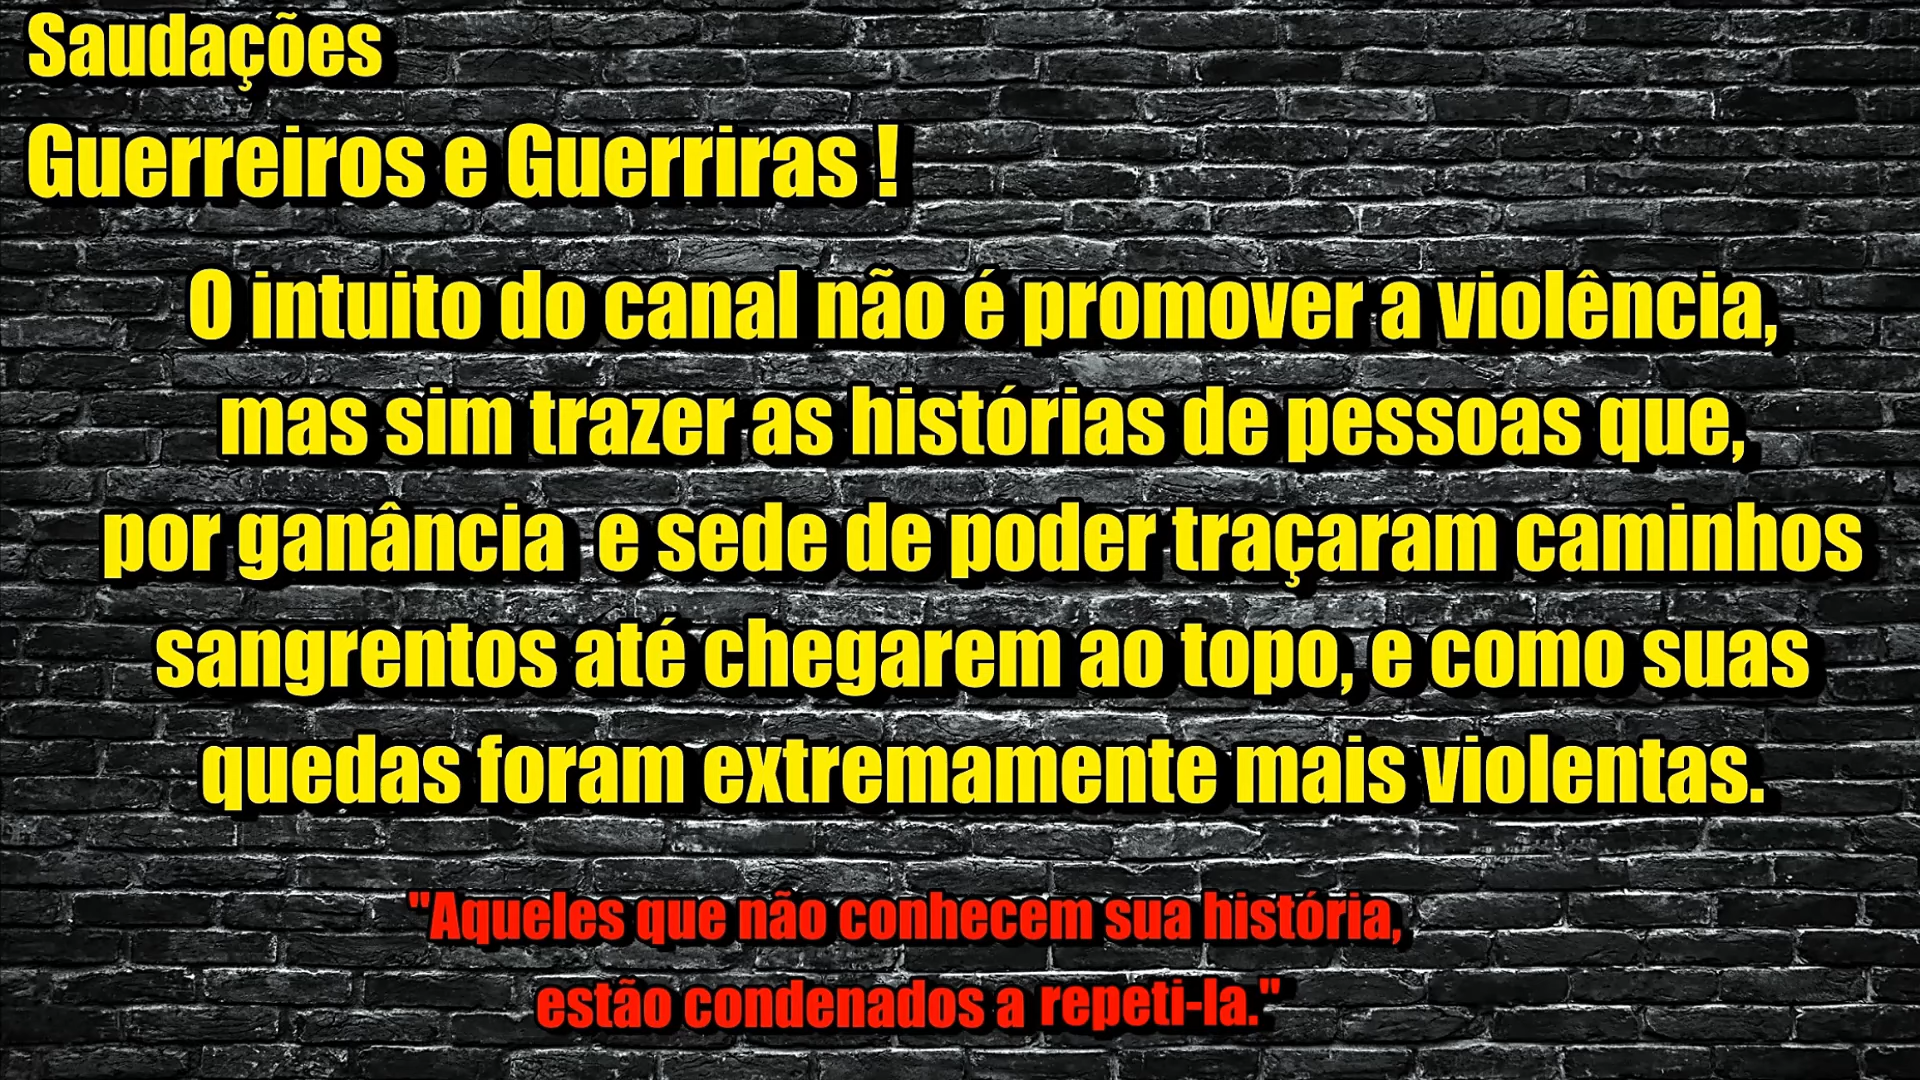 Saudações
Guerreiros e Guerriras !
O intuito do canal não é promover a violência,
mas sim trazer as histórias de pessoas que,
por ganância e sede de poder traçaram caminhos
sangrentos até chegarem ao topo, e como suas
quedas foram extremamente mais violentas.
"Aqueles que não conhecem sua história,
estão condenados a repeti-la."